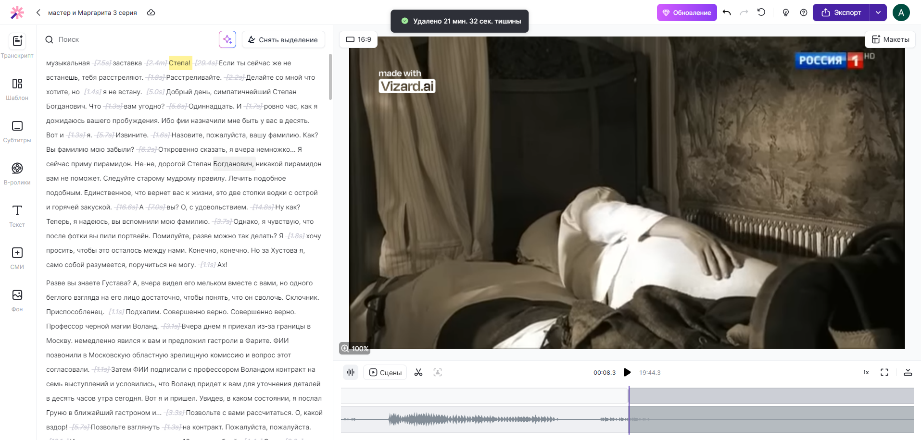 мастер и Маргарита 3 серия
Удалено 21 мин. 32 сек. тишины
Обновление
Экспорт
A
Транскрипт
Шаблон
Субтитры
B-ролики
Текст
СМИ
Фон
Поиск
Снять выделение
музыкальная [7.5s] заставка [2.4m] Степа! [29.4s] Если ты сейчас же не
встанешь, тебя расстреляют. [1.9s] Расстреливайте. [2.2s] Делайте со мной что
хотите, но [1.4s] я не встану. [5.0s] Добрый день, симпатичнейший Степан
Богданович. Что [1.3s] вам угодно? [5.8s] Одиннадцать. И [1.7s] ровно час, как я
дожидаюсь вашего пробуждения. Ибо фии назначили мне быть у вас в десять.
Вот и [1.3s] я. [5.7s] Извините. [1.6s] Назовите, пожалуйста, вашу фамилию. Как?
Вы фамилию мою забыли? [6.2s] Откровенно сказать, я вчера немножко... Я
сейчас приму пирамидон. Не-не, дорогой Степан Богданович, никакой пирамидон
вам не поможет. Следуйте старому мудрому правилу. Лечить подобное
подобным. Единственное, что вернет вас к жизни, это две стопки водки с острой
и горячей закуской. [16.6s] А [7.0s] вы? О, с удовольствием. [14.6s] Ну как?
Теперь, я надеюсь, вы вспомнили мою фамилию. [3.7s] Однако, я чувствую, что
после фотки вы пили портвейн. Помилуйте, разве можно так делать? Я [1.8s] хочу
просить, чтобы это осталось между нами. Конечно, конечно. Но за Хустова я,
само собой разумеется, поручиться не могу. [1.1s] Ах!
Разве вы знаете Густава? А, вчера видел его мельком вместе с вами, но одного
беглого взгляда на его лицо достаточно, чтобы понять, что он сволочь. Склочник.
Приспособленец. [1.1s] Подхалим. Совершенно верно. Совершенно верно.
Профессор черной магии Воланд. [3.1s] Вчера днем я приехал из-за границы в
Москву. немедленно явился к вам и предложил гастроли в Фарите. ФИИ
позвонили в Московскую областную зрелищную комиссию и вопрос этот
согласовали. [1.1s] Затем ФИИ подписали с профессором Воландом контракт на
семь выступлений и условились, что Воланд придет к вам для уточнения деталей
в десять часов утра сегодня. Вот я и пришел. Увидев, в каком состоянии, я послал
Груню в ближайший гастроном и... [3.3s] Позвольте с вами рассчитаться. О, какой
вздор! [5.7s] Позвольте взглянуть [1.3s] на контракт. Пожалуйста, пожалуйста.
16:9
Макеты
made with
Vizard.ai
РОССИЯ 1 HD
100%
Сцены
00:08.3
19:44.3
1x